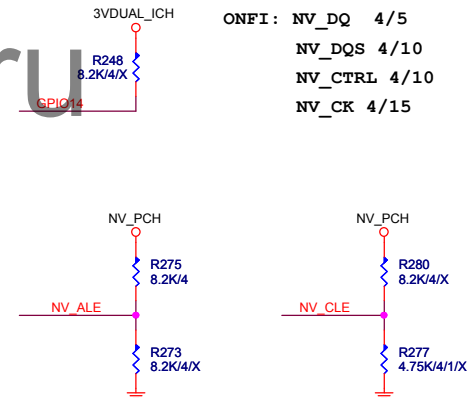 3VDUAL_ICH
R248
8.2K/4/X
GPIO14
ru
ONFI: NV_DQ 4/5
NV_DQS 4/10
NV_CTRL 4/10
NV_CK 4/15
NV_PCH
R275
8.2K/4
NV_ALE
R273
8.2K/4/X
NV_PCH
R280
8.2K/4/X
NV_CLE
R277
4.75K/4/1/X